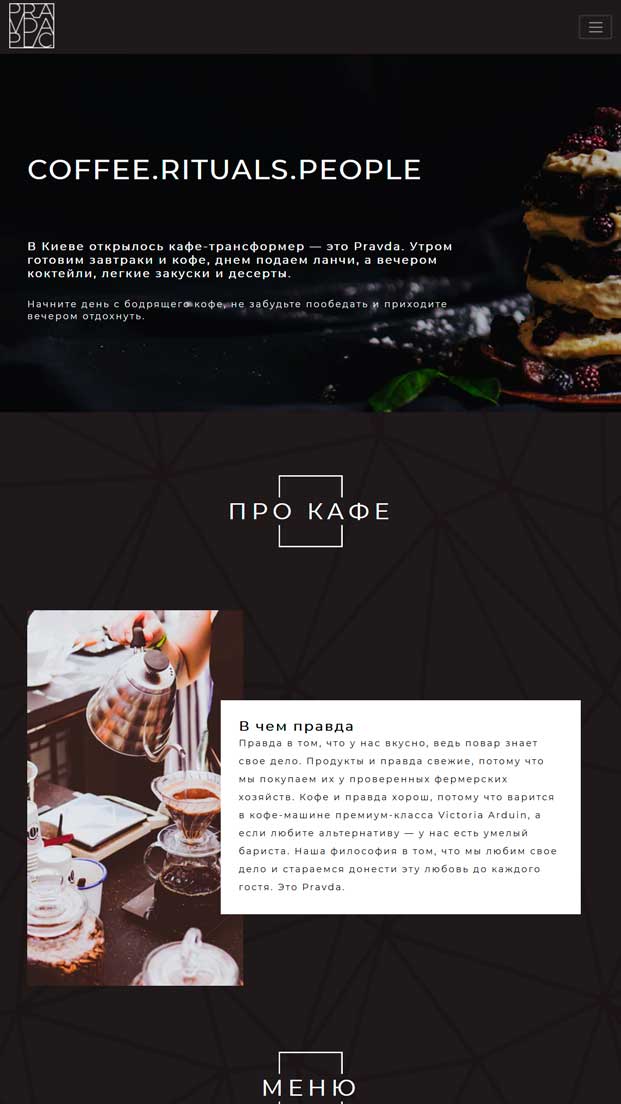 PRA
VDA
PLC
COFFEE.RITUALS.PEOPLE
В Киеве открылось кафе-трансформер — это Pravda. Утром
готовим завтраки и кофе, днем подаем ланчи, а вечером
коктейли, легкие закуски и десерты.
Начните день с бодрящего кофе, не забудьте пообедать и приходите
вечером отдохнуть.
ПРО КАФЕ
В чем правда
Правда в том, что у нас вкусно, ведь повар знает
свое дело. Продукты и правда свежие, потому что
мы покупаем их у проверенных фермерских
хозяйств. Кофе и правда хорош, потому что варится
в кофе-машине премиум-класса Victoria Arduin, а
если любите альтернативу — у нас есть умелый
бариста. Наша философия в том, что мы любим свое
дело и стараемся донести эту любовь до каждого
гостя. Это Pravda.
МЕНЮ